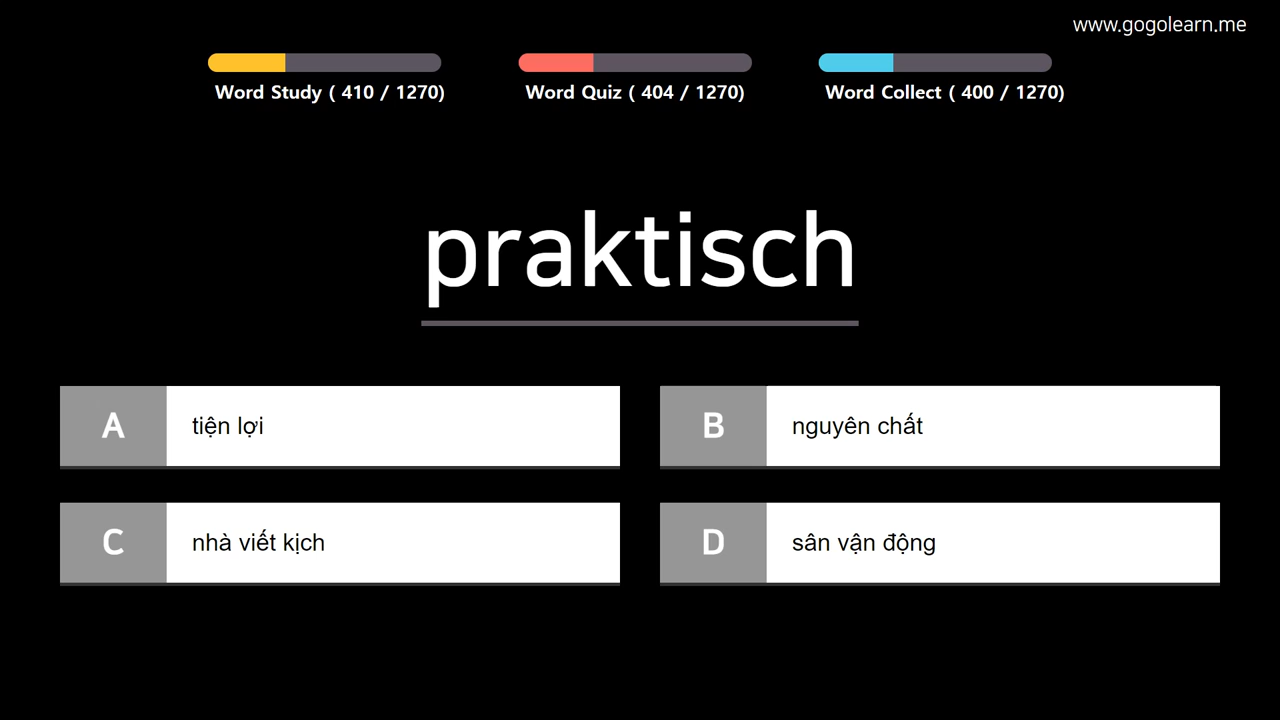 www.gogolearn.me
Word Study ( 410 / 1270)
Word Quiz ( 404 / 1270)
Word Collect ( 400 / 1270)
praktisch
A tiện lợi
B nguyên chất
C nhà viết kịch
D sân vận động